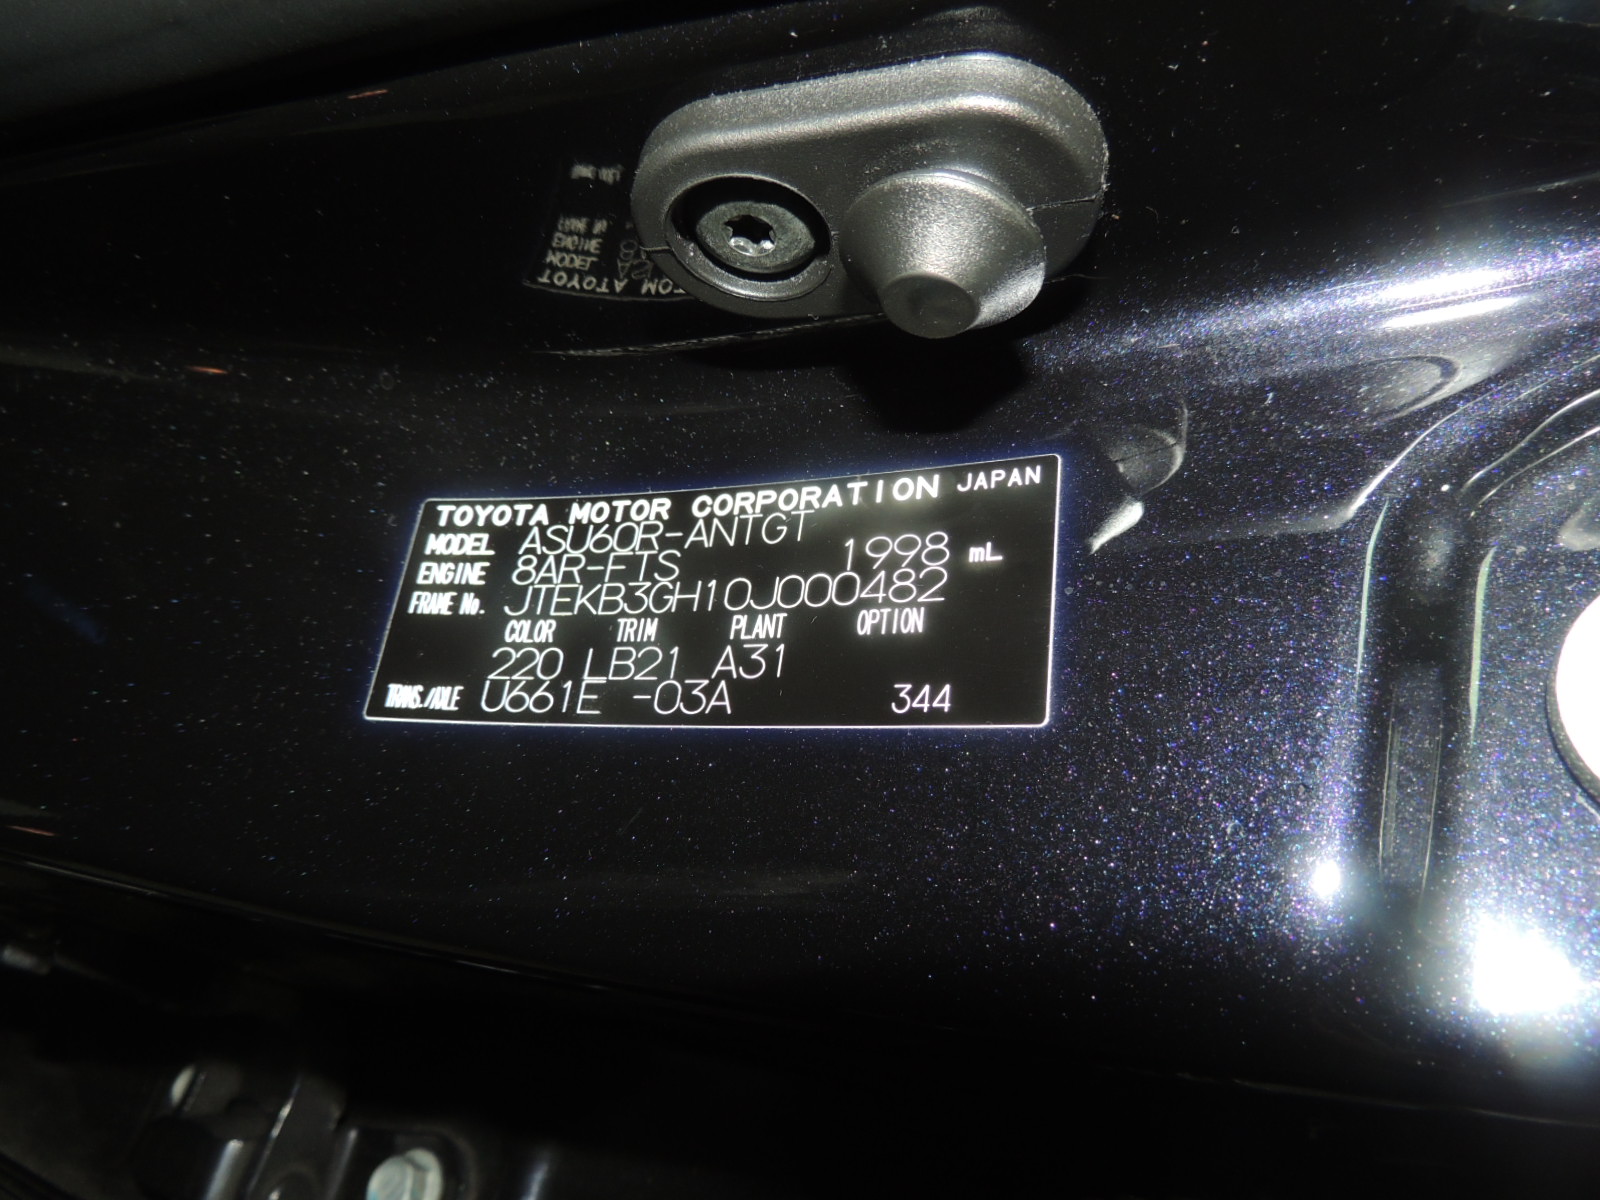 TOYOTA MOTOR CORPORATION JAPAN
MODEL ASU60R-ANTGT
ENGINE 8AR-FTS 1998 mL
FRAME No. JTEKB3GH10J000482
COLOR TRIM PLANT OPTION
220 LB21 A31
TRANS./AXLE U661E -03A 344